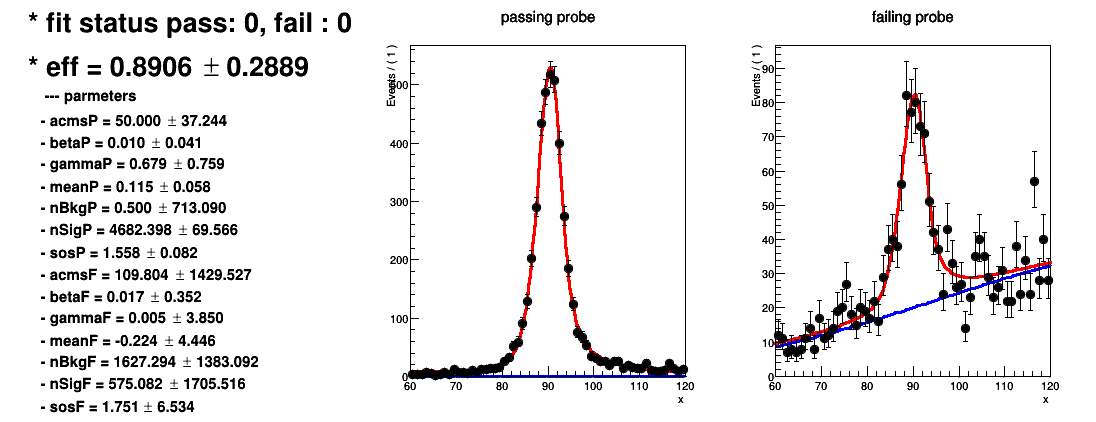 * fit status pass: 0, fail : 0
* eff = 0.8906 ± 0.2889
--- parmeters
- acmsP = 50.000 ± 37.244
- betaP = 0.010 ± 0.041
- gammaP = 0.679 ± 0.759
- meanP = 0.115 ± 0.058
- nBkgP = 0.500 ± 713.090
- nSigP = 4682.398 ± 69.566
- sosP = 1.558 ± 0.082
- acmsF = 109.804 ± 1429.527
- betaF = 0.017 ± 0.352
- gammaF = 0.005 ± 3.850
- meanF = -0.224 ± 4.446
- nBkgF = 1627.294 ± 1383.092
- nSigF = 575.082 ± 1705.516
- sosF = 1.751 ± 6.534
passing probe
Events / ( 1 )
500
400
300
200
100
0
60 70 80 90 100 110 120
x
failing probe
Events / ( 1 )
90
80
70
60
50
40
30
20
10
0
60 70 80 90 100 110 120
x